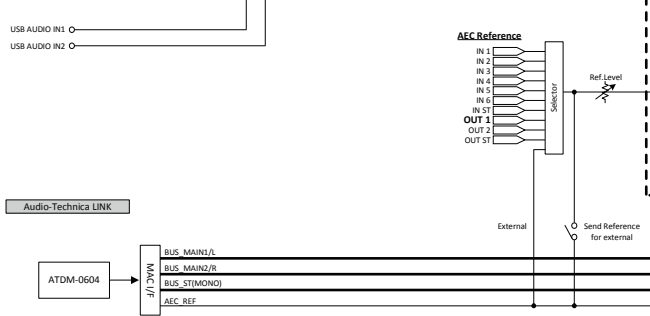 USB AUDIO IN1
USB AUDIO IN2
AEC Reference
IN 1
IN 2
IN 3
IN 4
IN 5
IN 6
IN ST
OUT 1
OUT 2
OUT ST
Selector
Ref.Level
Audio-Technica LINK
External
Send Reference
for external
ATDM-0604
MAC I/F
BUS_MAIN1/L
BUS_MAIN2/R
BUS_ST(MONO)
AEC_REF